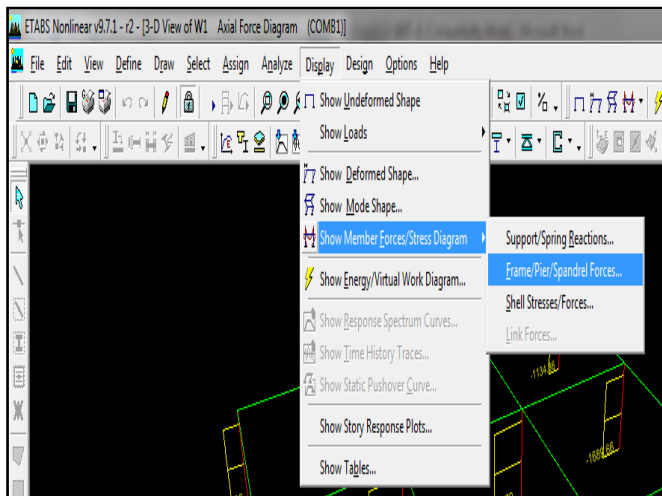 ETABS Nonlinear v9.7.1 - r2 - [3-D View of W1 Axial Force Diagram (COMB1)]
File Edit View Define Draw Select Assign Analyze Display Design Options Help
Show Undeformed Shape
Show Loads
Show Deformed Shape...
Show Mode Shape...
Show Member Forces/Stress Diagram
Support/Spring Reactions...
Frame/Pier/Spandrel Forces...
Shell Stresses/Forces...
Link Forces...
Show Energy/Virtual Work Diagram...
Show Response Spectrum Curves...
Show Time History Traces...
Show Static Pushover Curve...
Show Story Response Plots...
Show Tables...
-1134.86
-1689.66